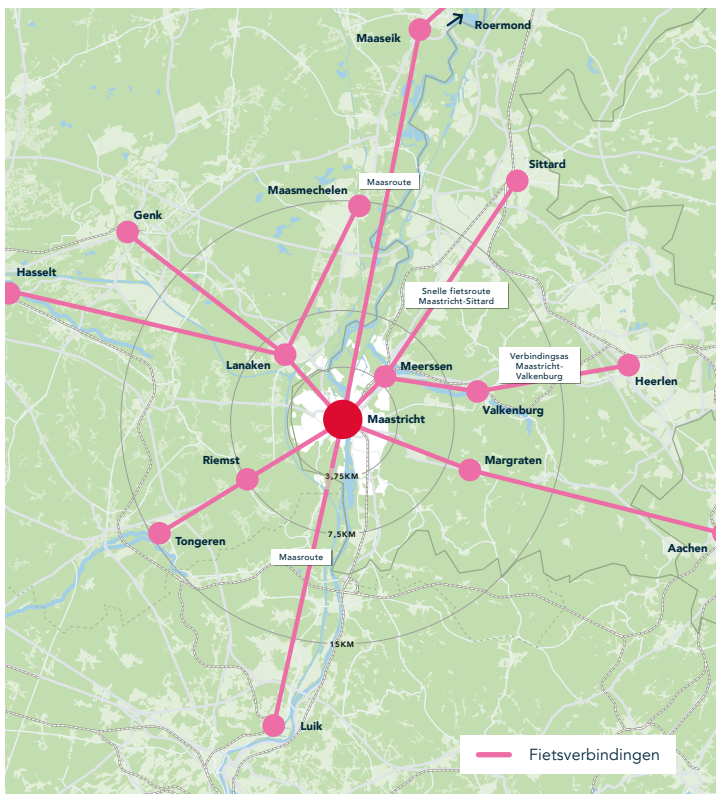 Roermond
Maaseik
Sittard
Maasroute
Maasmechelen
Genk
Hasselt
Snelle fietsroute
Maastricht-Sittard
Lanaken
Meerssen
Verbindingsas
Maastricht-
Valkenburg
Heerlen
Valkenburg
Maastricht
Riemst
Margraten
3,75KM
7,5KM
Tongeren
Aachen
Maasroute
15KM
Luik
Fietsverbindingen